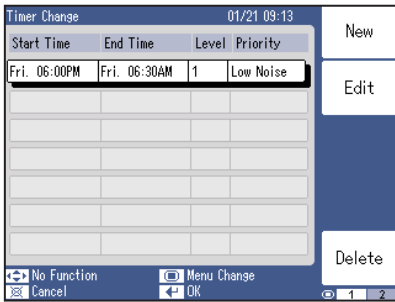 Timer Change 01/21 09:13
Start Time End Time Level Priority
Fri. 06:00PM Fri. 06:30AM 1 Low Noise
New
Edit
Delete
No Function Menu Change
Cancel OK
1 2